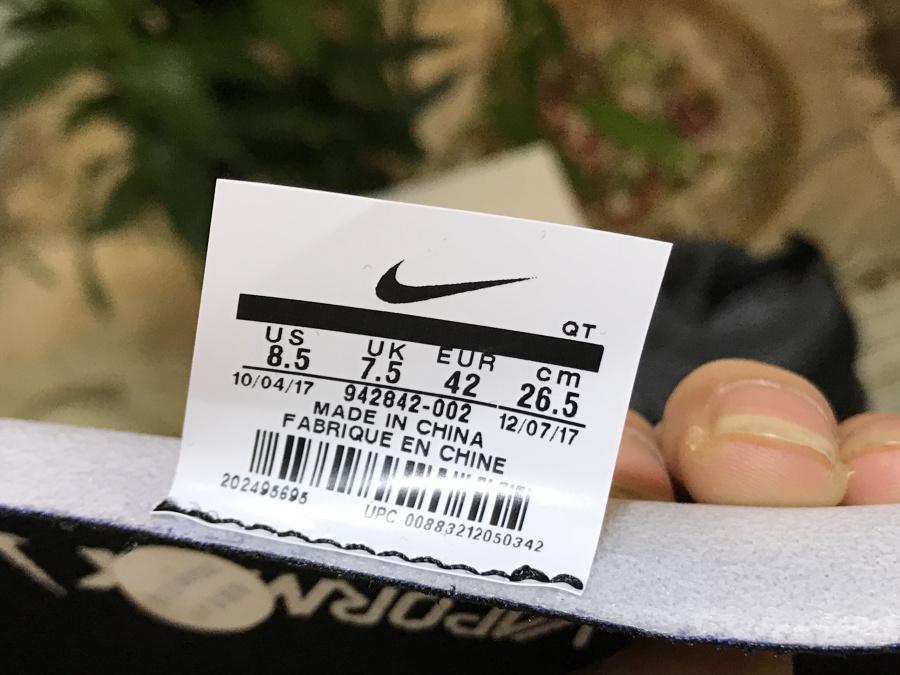 QT
US UK EUR cm
8.5 7.5 42 26.5
10/04/17 942842-002 12/07/17
MADE IN CHINA
FABRIQUE EN CHINE
202495695 UPC 00883212050342
VAPORMAX